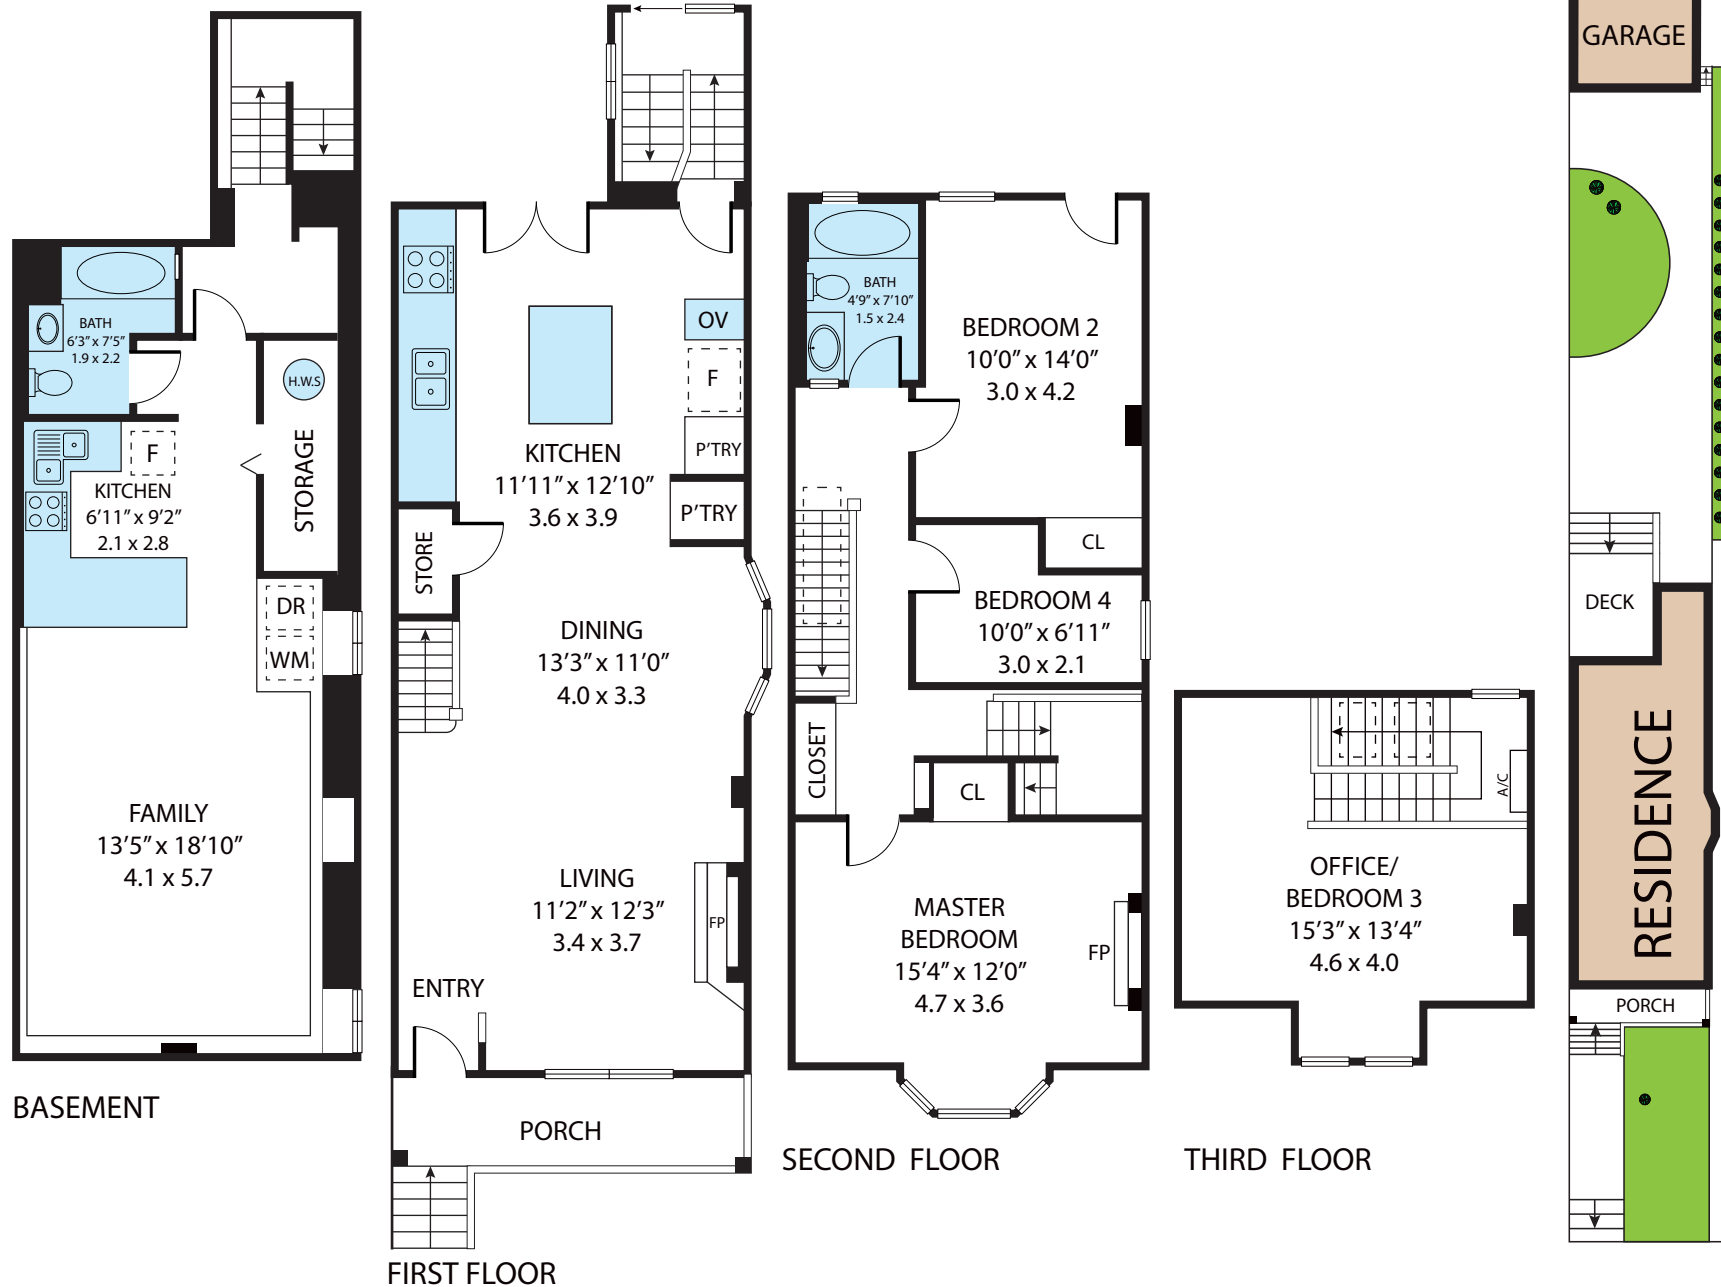 BATH
6'3" x 7'5"
1.9 x 2.2
H.W.S
STORAGE
F
KITCHEN
6'11" x 9'2"
2.1 x 2.8
DR
WM
FAMILY
13'5" x 18'10"
4.1 x 5.7
BASEMENT
OV
F
P'TRY
P'TRY
KITCHEN
11'11" x 12'10"
3.6 x 3.9
STORE
DINING
13'3" x 11'0"
4.0 x 3.3
LIVING
11'2" x 12'3"
3.4 x 3.7
FP
ENTRY
PORCH
FIRST FLOOR
BATH
4'9" x 7'10"
1.5 x 2.4
BEDROOM 2
10'0" x 14'0"
3.0 x 4.2
CL
BEDROOM 4
10'0" x 6'11"
3.0 x 2.1
CLOSET
CL
MASTER
BEDROOM
15'4" x 12'0"
4.7 x 3.6
FP
SECOND FLOOR
A/C
OFFICE/
BEDROOM 3
15'3" x 13'4"
4.6 x 4.0
THIRD FLOOR
GARAGE
DECK
RESIDENCE
PORCH